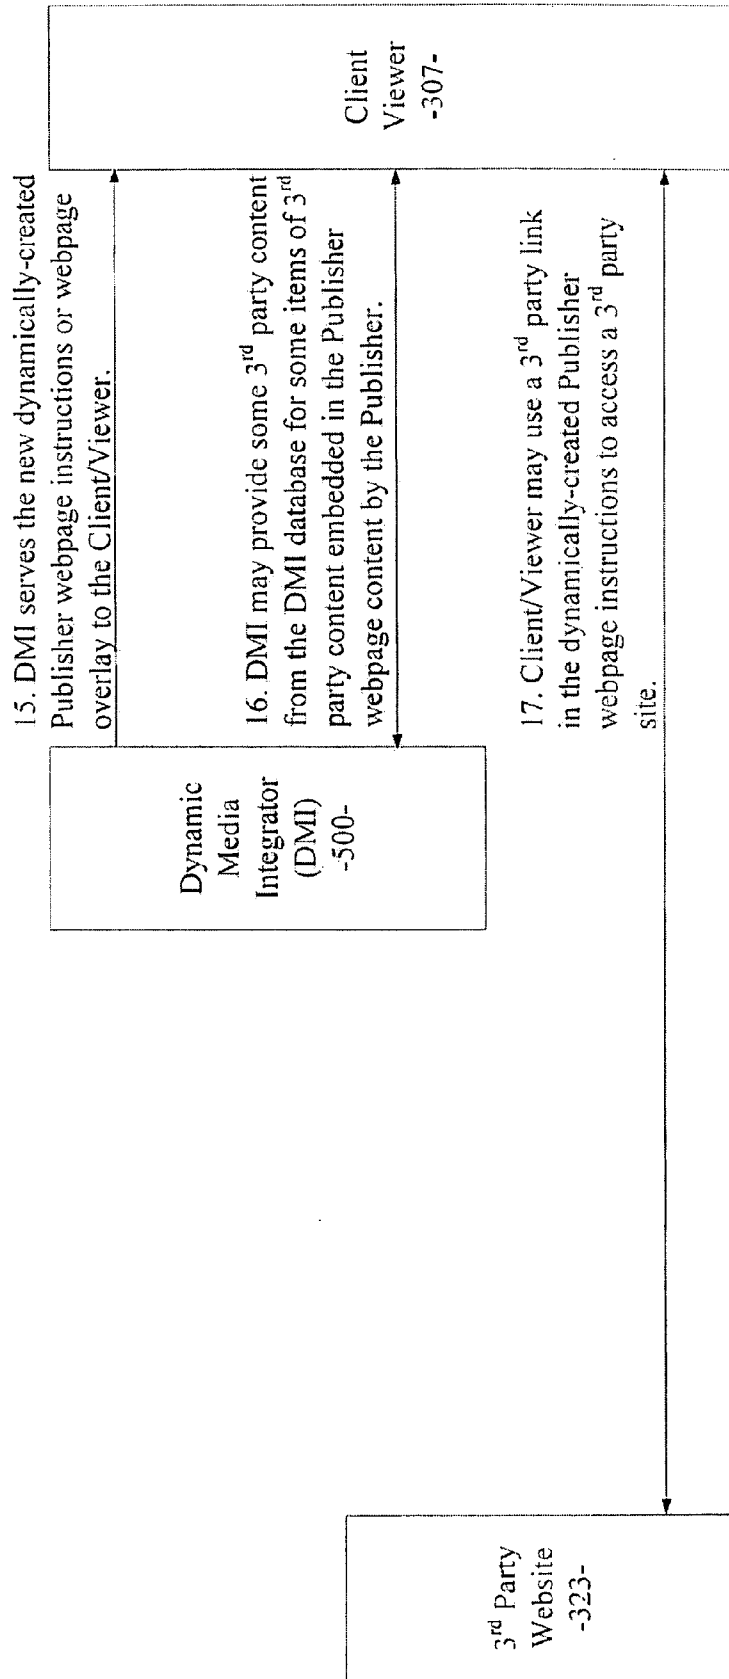 15. DMI serves the new dynamically-created
Publisher webpage instructions or webpage
overlay to the Client/Viewer.
16. DMI may provide some 3rd party content
from the DMI database for some items of 3rd
party content embedded in the Publisher
webpage content by the Publisher.
17. Client/Viewer may use a 3rd party link
in the dynamically-created Publisher
webpage instructions to access a 3rd party
site.
3rd Party
Website
-323-
Dynamic
Media
Integrator
(DMI)
-500-
Client
Viewer
-307-